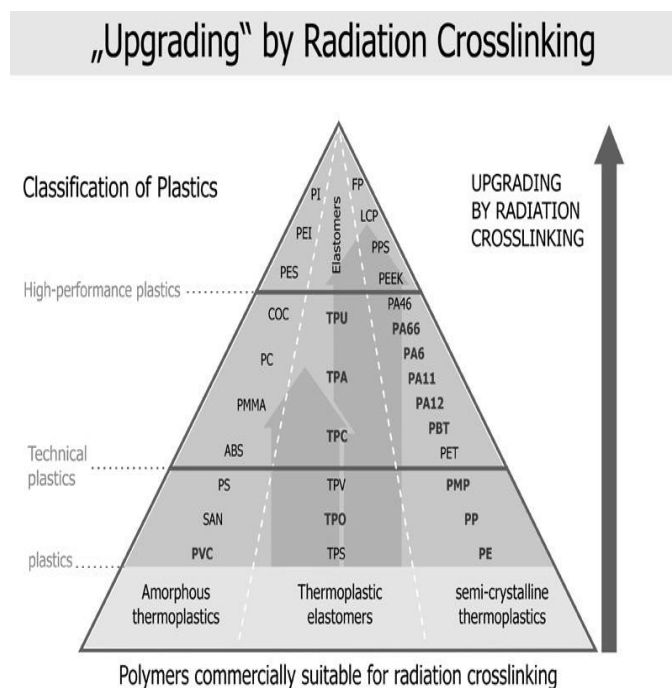 „Upgrading“ by Radiation Crosslinking
Classification of Plastics
UPGRADING
BY RADIATION
CROSSLINKING
PI
Elastomers
FP
LCP
PEI
PPS
PES
PEEK
High-performance plastics
COC
TPU
PA46
PA66
PC
TPA
PA6
PA11
PMMA
PA12
TPC
PBT
ABS
PET
Technical
plastics
PS
TPV
PMP
SAN
TPO
PP
PVC
TPS
PE
plastics
Amorphous
thermoplastics
Thermoplastic
elastomers
semi-crystalline
thermoplastics
Polymers commercially suitable for radiation crosslinking